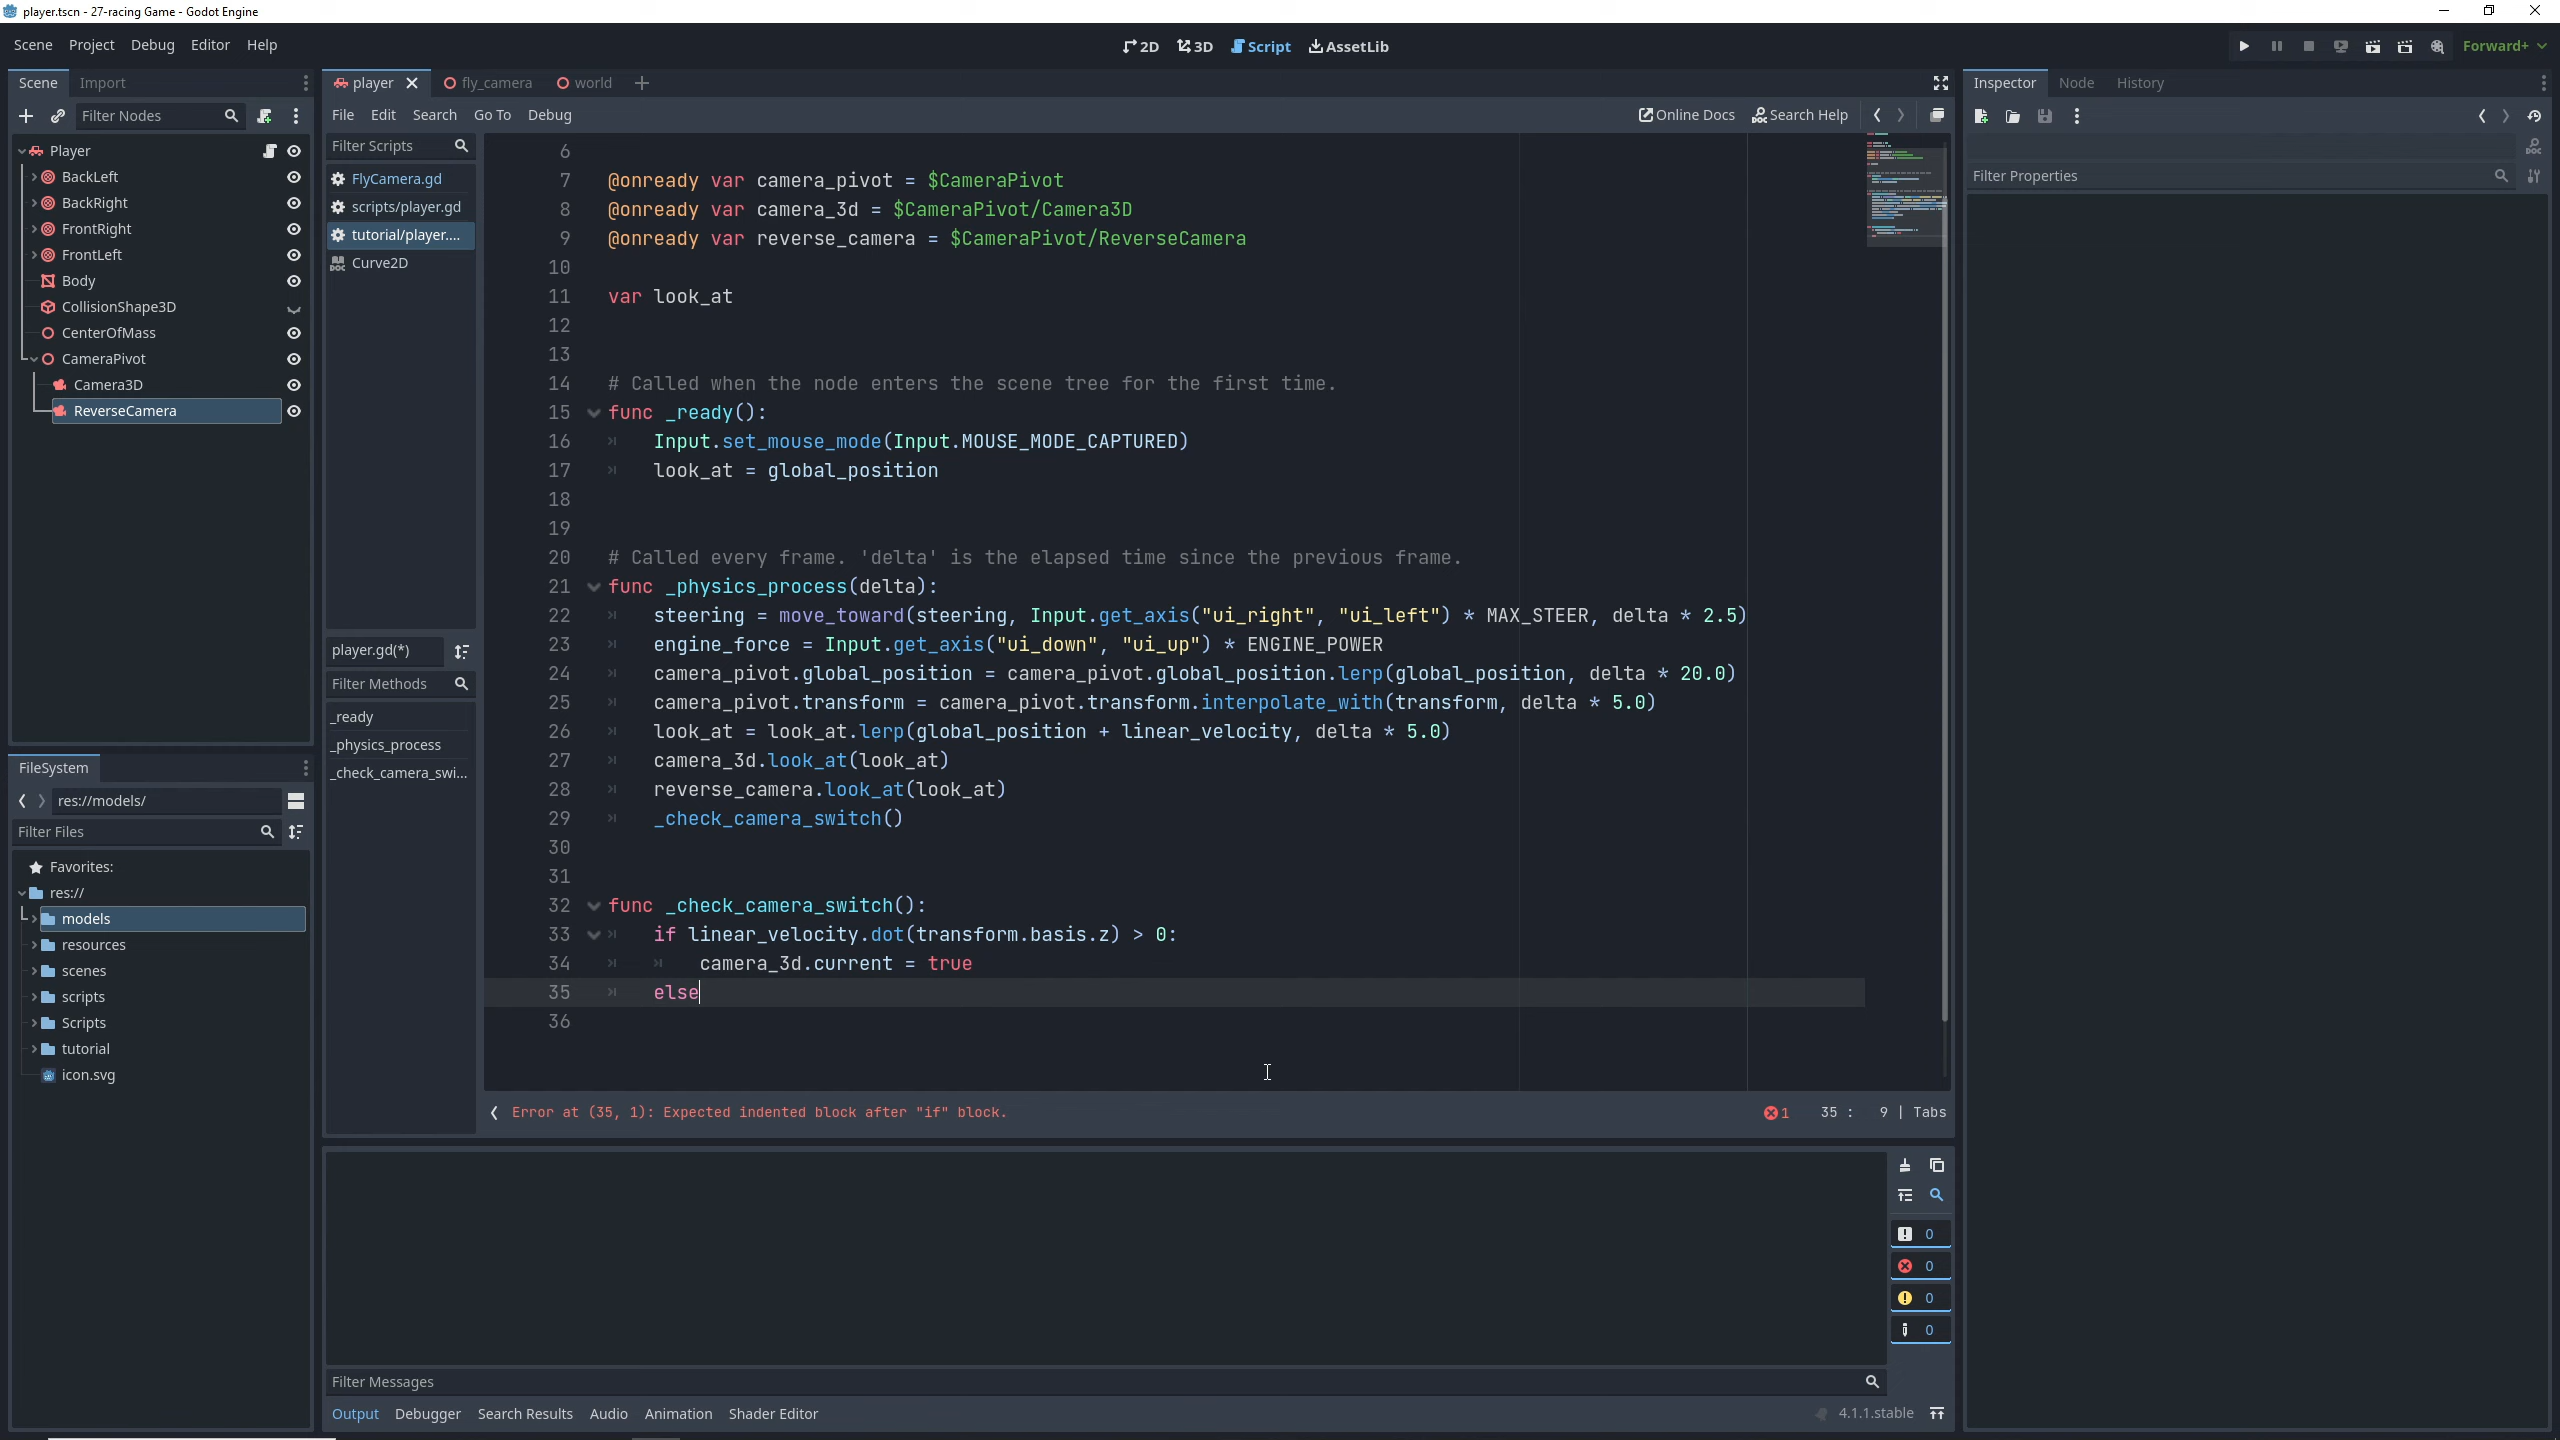 player.tscn - 27-racing Game - Godot Engine
Scene Project Debug Editor Help
2D 3D Script AssetLib
Forward+
Scene Import
Filter Nodes
Player
BackLeft
BackRight
FrontRight
FrontLeft
Body
CollisionShape3D
CenterOfMass
CameraPivot
Camera3D
ReverseCamera
FileSystem
res://models/
Filter Files
Favorites:
res://
models
resources
scenes
scripts
Scripts
tutorial
icon.svg
player fly_camera world
File Edit Search Go To Debug
Online Docs Search Help
Filter Scripts
FlyCamera.gd
scripts/player.gd
tutorial/player....
Curve2D
player.gd(*)
Filter Methods
_ready
_physics_process
_check_camera_swi...
6
7 @onready var camera_pivot = $CameraPivot
8 @onready var camera_3d = $CameraPivot/Camera3D
9 @onready var reverse_camera = $CameraPivot/ReverseCamera
10
11 var look_at
12
13
14 # Called when the node enters the scene tree for the first time.
15 func _ready():
16 Input.set_mouse_mode(Input.MOUSE_MODE_CAPTURED)
17 look_at = global_position
18
19
20 # Called every frame. 'delta' is the elapsed time since the previous frame.
21 func _physics_process(delta):
22 steering = move_toward(steering, Input.get_axis("ui_right", "ui_left") * MAX_STEER, delta * 2.5)
23 engine_force = Input.get_axis("ui_down", "ui_up") * ENGINE_POWER
24 camera_pivot.global_position = camera_pivot.global_position.lerp(global_position, delta * 20.0)
25 camera_pivot.transform = camera_pivot.transform.interpolate_with(transform, delta * 5.0)
26 look_at = look_at.lerp(global_position + linear_velocity, delta * 5.0)
27 camera_3d.look_at(look_at)
28 reverse_camera.look_at(look_at)
29 _check_camera_switch()
30
31
32 func _check_camera_switch():
33 if linear_velocity.dot(transform.basis.z) > 0:
34 camera_3d.current = true
35 else
36
Error at (35, 1): Expected indented block after "if" block.
1 35 : 9 | Tabs
0
0
0
0
Filter Messages
Output Debugger Search Results Audio Animation Shader Editor
4.1.1.stable
Inspector Node History
Filter Properties